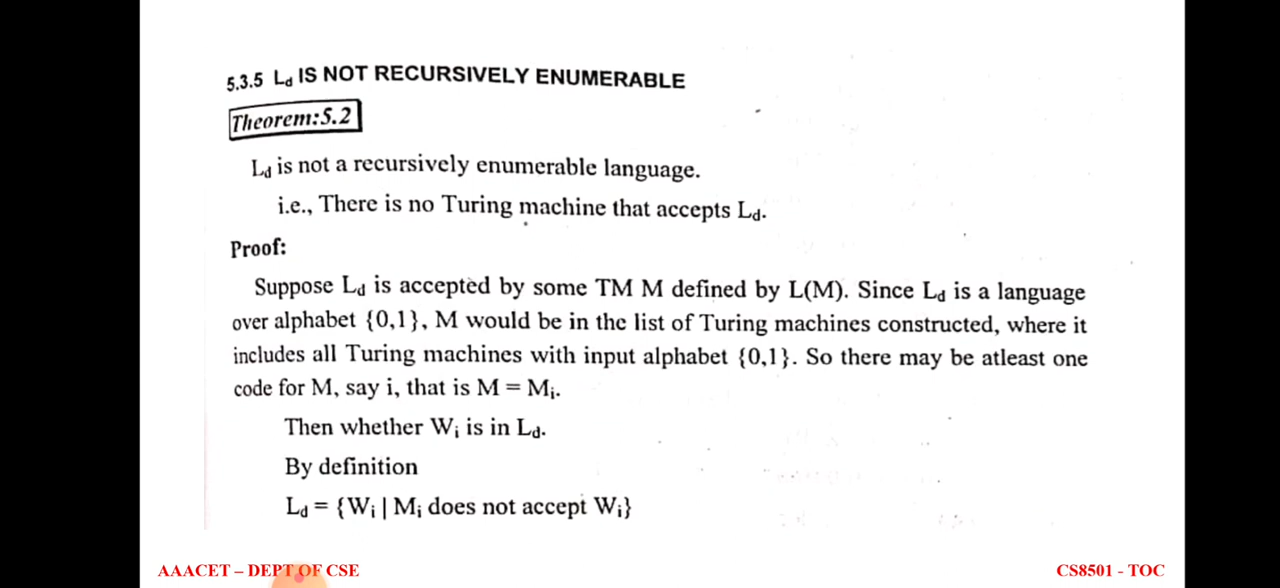 5.3.5 Ld IS NOT RECURSIVELY ENUMERABLE
Theorem:5.2
Ld is not a recursively enumerable language.
i.e., There is no Turing machine that accepts Ld.
Proof:
Suppose Ld is accepted by some TM M defined by L(M). Since Ld is a language
over alphabet {0,1}, M would be in the list of Turing machines constructed, where it
includes all Turing machines with input alphabet {0,1}. So there may be atleast one
code for M, say i, that is M = Mi.
Then whether Wi is in Ld.
By definition
Ld = {Wi | Mi does not accept Wi}
AAACET – DEPT OF CSE
CS8501 - TOC